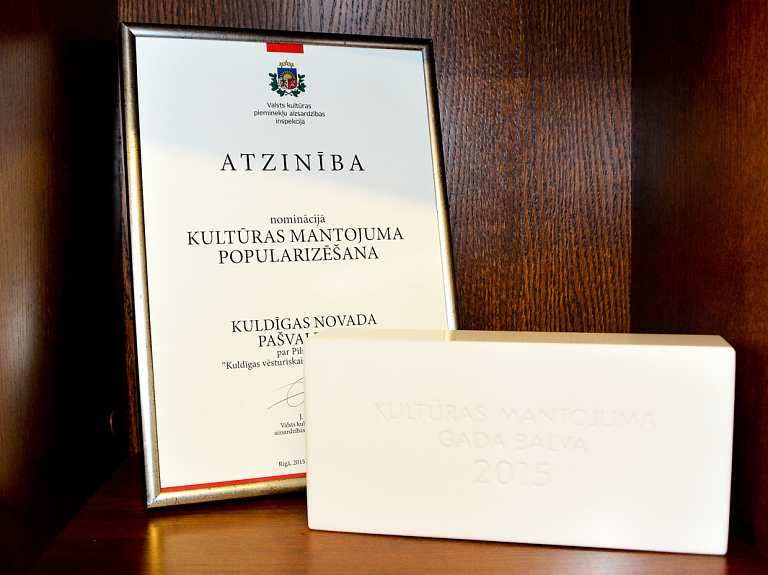 Valsts kultūras
pieminekļu aizsardzības
inspekcija
ATZINĪBA
nominācijā
KULTŪRAS MANTOJUMA
POPULARIZĒŠANA
KULDĪGAS NOVADA
par
"Kuldīgas
J.
Valsts
Rīgā, 2015
KULTŪRAS MANTOJUMA
GADA BALVA
2015